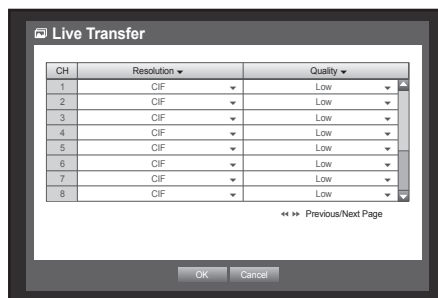 Live Transfer
CH Resolution Quality
1 CIF Low
2 CIF Low
3 CIF Low
4 CIF Low
5 CIF Low
6 CIF Low
7 CIF Low
8 CIF Low
Previous/Next Page
OK Cancel